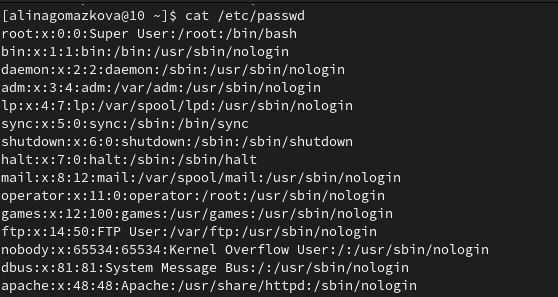 [alinagomazkova@10 ~]$ cat /etc/passwd
root:x:0:0:Super User:/root:/bin/bash
bin:x:1:1:bin:/bin:/usr/sbin/nologin
daemon:x:2:2:daemon:/sbin:/usr/sbin/nologin
adm:x:3:4:adm:/var/adm:/usr/sbin/nologin
lp:x:4:7:lp:/var/spool/lpd:/usr/sbin/nologin
sync:x:5:0:sync:/sbin:/bin/sync
shutdown:x:6:0:shutdown:/sbin:/sbin/shutdown
halt:x:7:0:halt:/sbin:/sbin/halt
mail:x:8:12:mail:/var/spool/mail:/usr/sbin/nologin
operator:x:11:0:operator:/root:/usr/sbin/nologin
games:x:12:100:games:/usr/games:/usr/sbin/nologin
ftp:x:14:50:FTP User:/var/ftp:/usr/sbin/nologin
nobody:x:65534:65534:Kernel Overflow User:/:/usr/sbin/nologin
dbus:x:81:81:System Message Bus:/:/usr/sbin/nologin
apache:x:48:48:Apache:/usr/share/httpd:/sbin/nologin